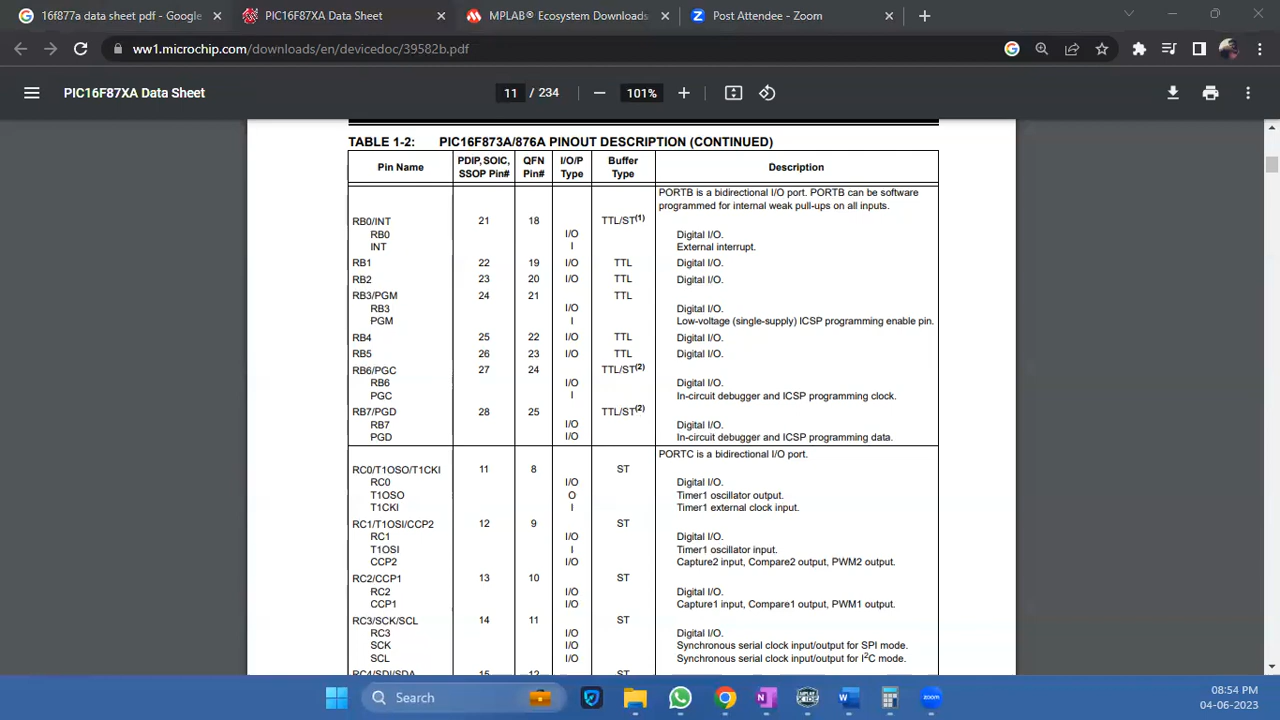 16f877a data sheet pdf - Google
PIC16F87XA Data Sheet
MPLAB® Ecosystem Downloads
Post Attendee - Zoom
ww1.microchip.com/downloads/en/devicedoc/39582b.pdf
PIC16F87XA Data Sheet
11 / 234
101%
TABLE 1-2: PIC16F873A/876A PINOUT DESCRIPTION (CONTINUED)
Pin Name PDIP, SOIC, SSOP Pin# QFN Pin# I/O/P Type Buffer Type Description
PORTB is a bidirectional I/O port. PORTB can be software
programmed for internal weak pull-ups on all inputs.
RB0/INT 21 18 TTL/ST(1)
RB0 I/O Digital I/O.
INT I External interrupt.
RB1 22 19 I/O TTL Digital I/O.
RB2 23 20 I/O TTL Digital I/O.
RB3/PGM 24 21 TTL
RB3 I/O Digital I/O.
PGM I Low-voltage (single-supply) ICSP programming enable pin.
RB4 25 22 I/O TTL Digital I/O.
RB5 26 23 I/O TTL Digital I/O.
RB6/PGC 27 24 TTL/ST(2)
RB6 I/O Digital I/O.
PGC I In-circuit debugger and ICSP programming clock.
RB7/PGD 28 25 TTL/ST(2)
RB7 I/O Digital I/O.
PGD I/O In-circuit debugger and ICSP programming data.
PORTC is a bidirectional I/O port.
RC0/T1OSO/T1CKI 11 8 ST
RC0 I/O Digital I/O.
T1OSO O Timer1 oscillator output.
T1CKI I Timer1 external clock input.
RC1/T1OSI/CCP2 12 9 ST
RC1 I/O Digital I/O.
T1OSI I Timer1 oscillator input.
CCP2 I/O Capture2 input, Compare2 output, PWM2 output.
RC2/CCP1 13 10 ST
RC2 I/O Digital I/O.
CCP1 I/O Capture1 input, Compare1 output, PWM1 output.
RC3/SCK/SCL 14 11 ST
RC3 I/O Digital I/O.
SCK I/O Synchronous serial clock input/output for SPI mode.
SCL I/O Synchronous serial clock input/output for I2C mode.
RC4/SDI/SDA 15 12 ST
Search
zoom
08:54 PM
04-06-2023